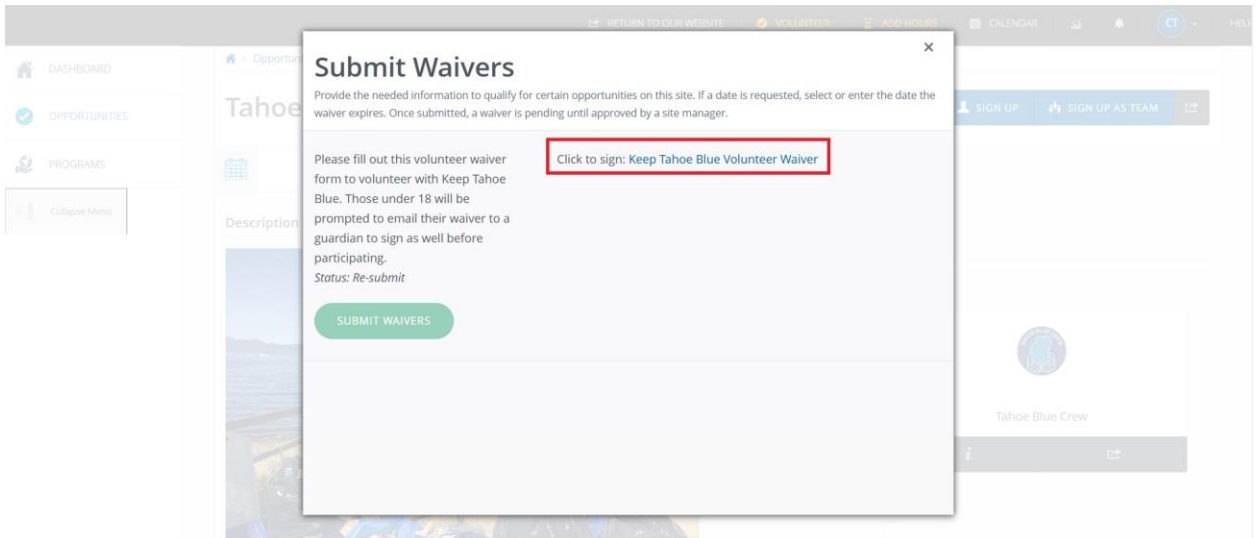 RETURN TO OUR WEBSITE
VOLUNTEER
ADD HOURS
CALENDAR
CT
HELP
DASHBOARD
OPPORTUNITIES
PROGRAMS
Collapse Menu
> Opportun
Tahoe
SIGN UP
SIGN UP AS TEAM
Description
Submit Waivers
×
Provide the needed information to qualify for certain opportunities on this site. If a date is requested, select or enter the date the
waiver expires. Once submitted, a waiver is pending until approved by a site manager.
Please fill out this volunteer waiver
form to volunteer with Keep Tahoe
Blue. Those under 18 will be
prompted to email their waiver to a
guardian to sign as well before
participating.
Status: Re-submit
Click to sign: Keep Tahoe Blue Volunteer Waiver
SUBMIT WAIVERS
Tahoe Blue Crew